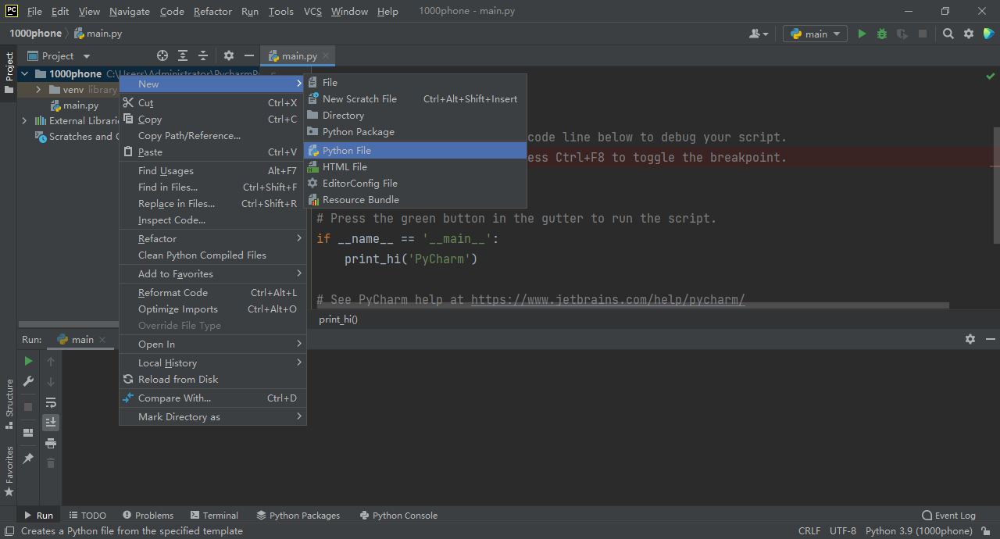 PC File Edit View Navigate Code Refactor Run Tools VCS Window Help 1000phone - main.py
1000phone main.py main
Project main.py
Project
1000phone C:\Users\Administrator\PycharmPr
venv library
main.py
External Librari
Scratches and C
New
Cut Ctrl+X
Copy Ctrl+C
Copy Path/Reference...
Paste Ctrl+V
Find Usages Alt+F7
Find in Files... Ctrl+Shift+F
Replace in Files... Ctrl+Shift+R
Inspect Code...
Refactor
Clean Python Compiled Files
Add to Favorites
Reformat Code Ctrl+Alt+L
Optimize Imports Ctrl+Alt+O
Override File Type
Open In
Local History
Reload from Disk
Compare With... Ctrl+D
Mark Directory as
File
New Scratch File Ctrl+Alt+Shift+Insert
Directory
Python Package
Python File
HTML File
EditorConfig File
Resource Bundle
code line below to debug your script.
ess Ctrl+F8 to toggle the breakpoint.
# Press the green button in the gutter to run the script.
if __name__ == '__main__':
print_hi('PyCharm')
# See PyCharm help at https://www.jetbrains.com/help/pycharm/
print_hi()
Run: main
Structure
Favorites
Run TODO Problems Terminal Python Packages Python Console Event Log
Creates a Python file from the specified template CRLF UTF-8 Python 3.9 (1000phone)